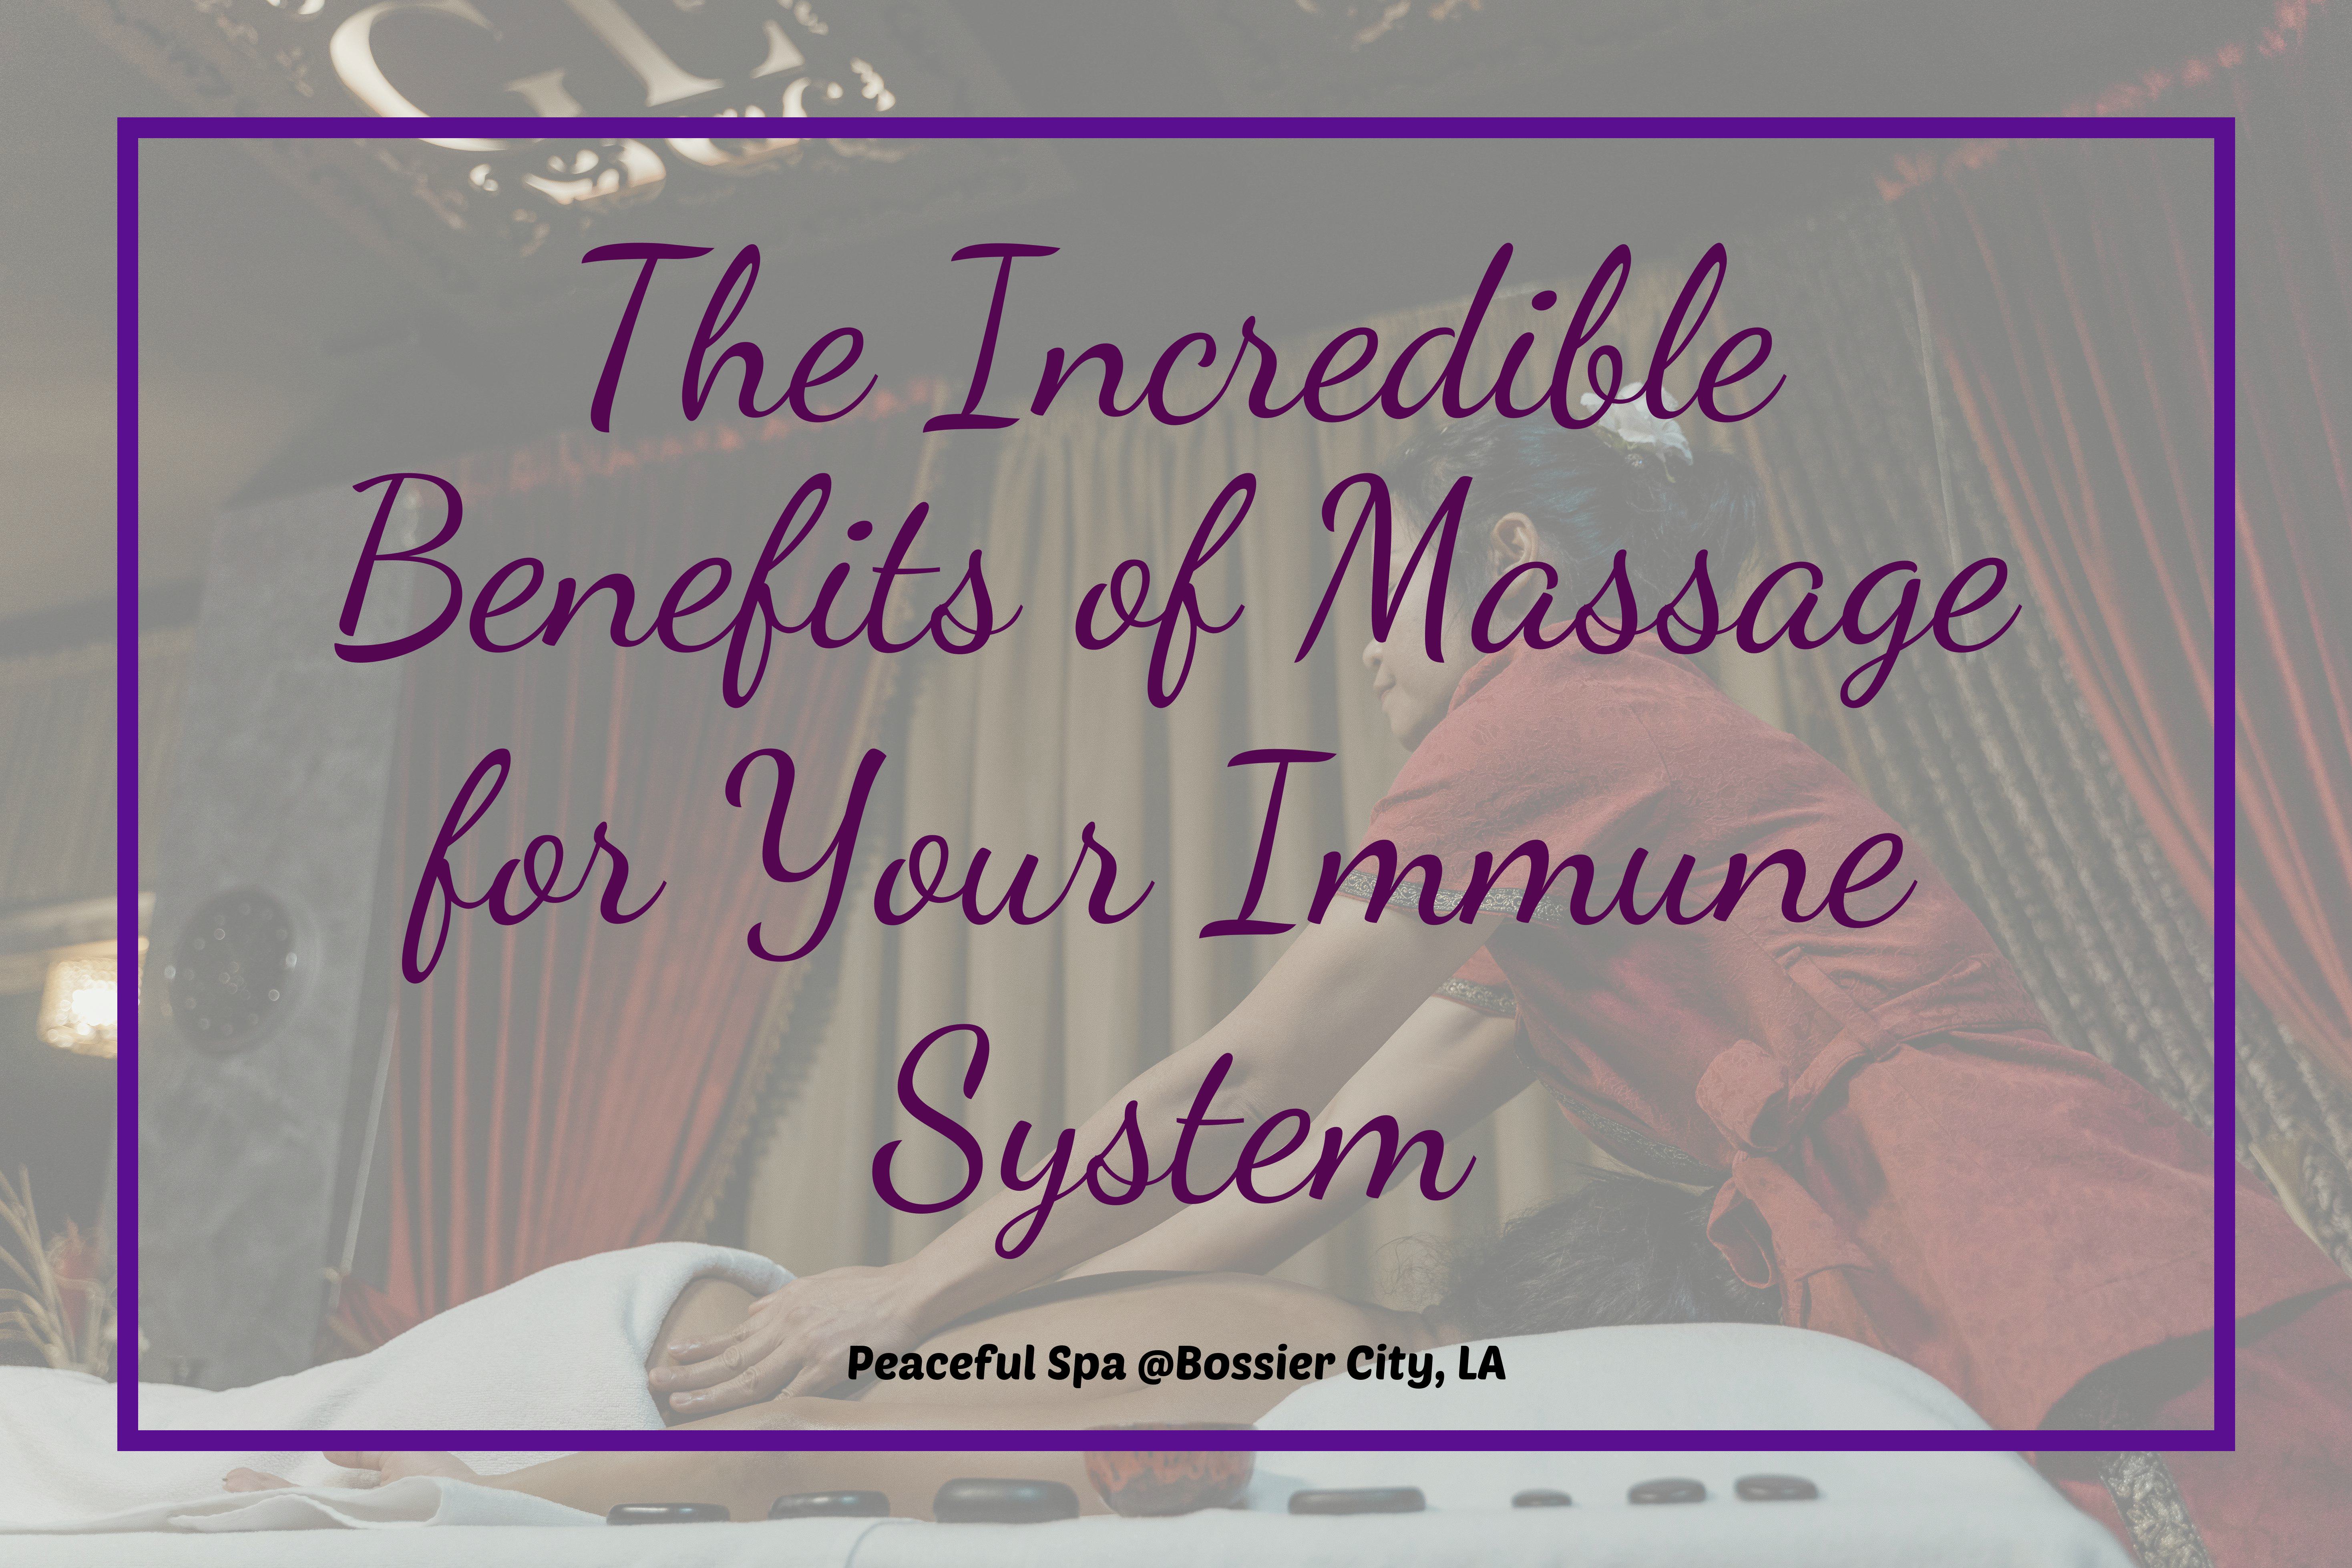 The Incredible
Benefits of Massage
for Your Immune
System
Peaceful Spa @Bossier City, LA